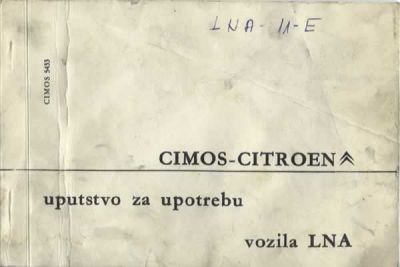 LNA-11-E
CIMOS 5433
CIMOS-CITROEN
uputstvo za upotrebu
vozila LNA